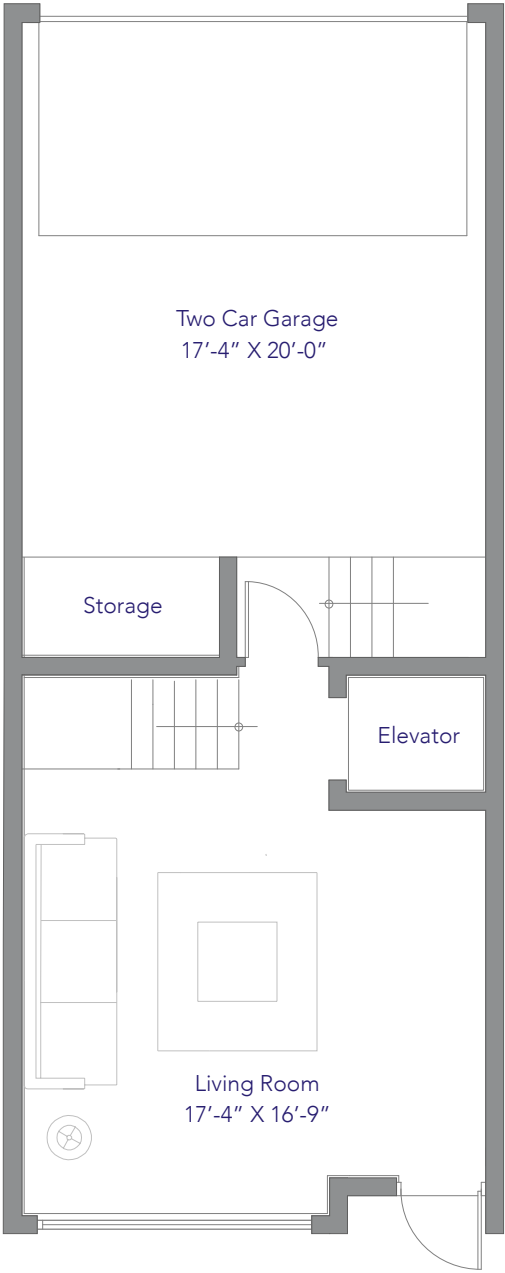 Two Car Garage
17’-4” X 20’-0”
Storage
Elevator
Living Room
17’-4” X 16’-9”